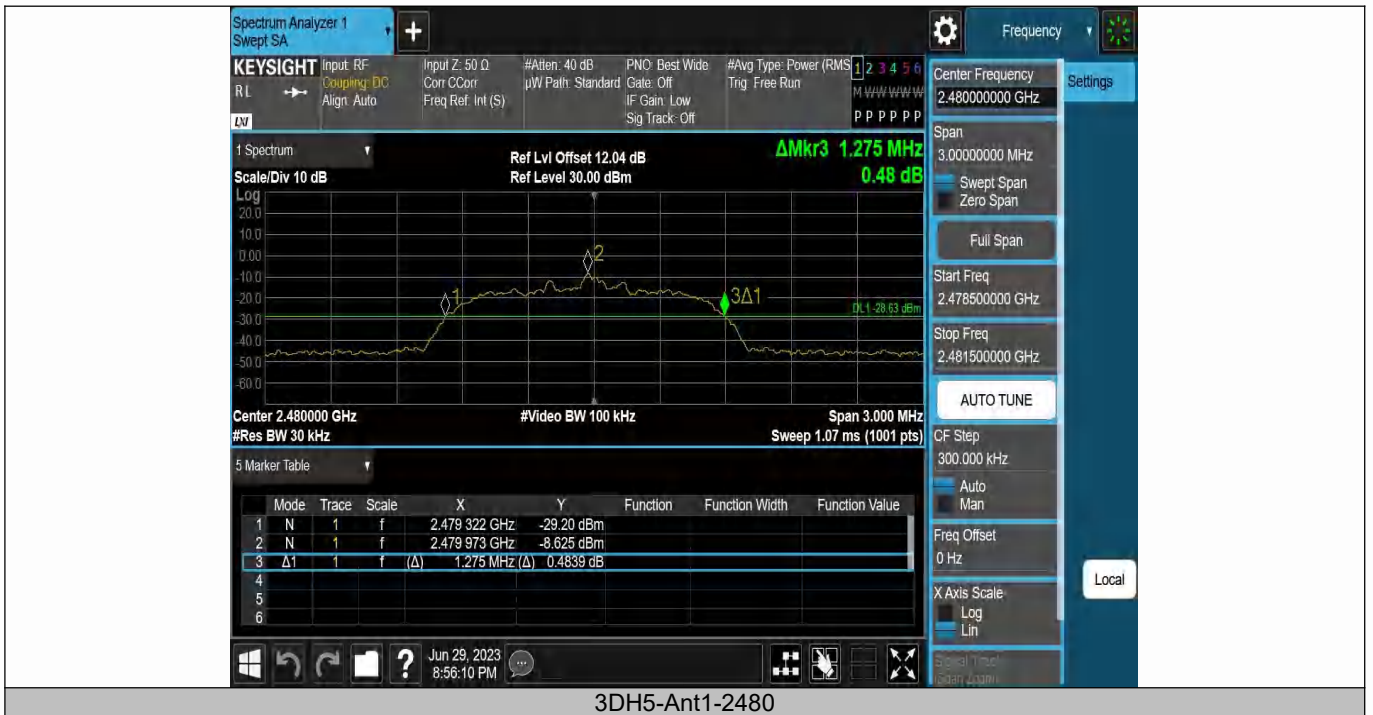 Spectrum Analyzer 1
Swept SA
+
Frequency
KEYSIGHT
RL
LXI
Input: RF
Coupling: DC
Align: Auto
Input Z: 50 Ω
Corr CCorr
Freq Ref: Int (S)
#Atten: 40 dB
µW Path: Standard
PNO: Best Wide
Gate: Off
IF Gain: Low
Sig Track: Off
#Avg Type: Power (RMS
Trig: Free Run
1 2 3 4 5 6
M W W W W W
P P P P P P
1 Spectrum
Scale/Div 10 dB
Ref Lvl Offset 12.04 dB
Ref Level 30.00 dBm
ΔMkr3 1.275 MHz
0.48 dB
Log
20.0
10.0
0.00
-10.0
-20.0
-30.0
-40.0
-50.0
-60.0
1
2
3Δ1
DL1 -28.63 dBm
Center 2.480000 GHz
#Video BW 100 kHz
Span 3.000 MHz
#Res BW 30 kHz
Sweep 1.07 ms (1001 pts)
5 Marker Table
Mode Trace Scale X Y Function Function Width Function Value
1 N 1 f 2.479 322 GHz -29.20 dBm
2 N 1 f 2.479 973 GHz -8.625 dBm
3 Δ1 1 f (Δ) 1.275 MHz (Δ) 0.4839 dB
4
5
6
?
Jun 29, 2023
8:56:10 PM
Center Frequency
2.480000000 GHz
Span
3.00000000 MHz
Swept Span
Zero Span
Full Span
Start Freq
2.478500000 GHz
Stop Freq
2.481500000 GHz
AUTO TUNE
CF Step
300.000 kHz
Auto
Man
Freq Offset
0 Hz
X Axis Scale
Log
Lin
Signal Track
(Span Zoom)
Settings
Local
3DH5-Ant1-2480